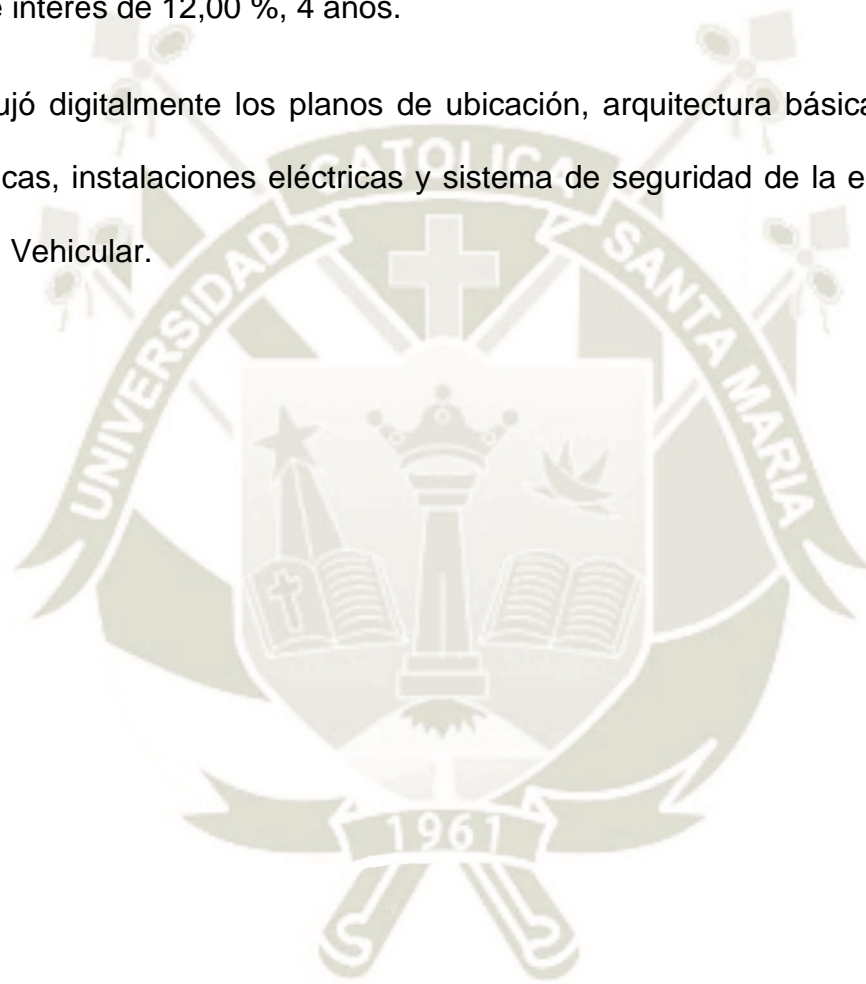 e interés de 12,00 %, 4 años.
ujó digitalmente los planos de ubicación, arquitectura básica
icas, instalaciones eléctricas y sistema de seguridad de la e
Vehicular.
UNIVERSIDAD CATOLICA SANTA MARIA
1961